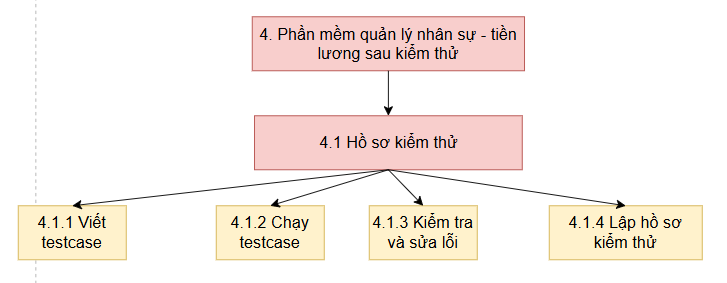 4. Phần mềm quản lý nhân sự - tiền
lương sau kiểm thử
4.1 Hồ sơ kiểm thử
4.1.1 Viết
testcase
4.1.2 Chạy
testcase
4.1.3 Kiểm tra
và sửa lỗi
4.1.4 Lập hồ sơ
kiểm thử